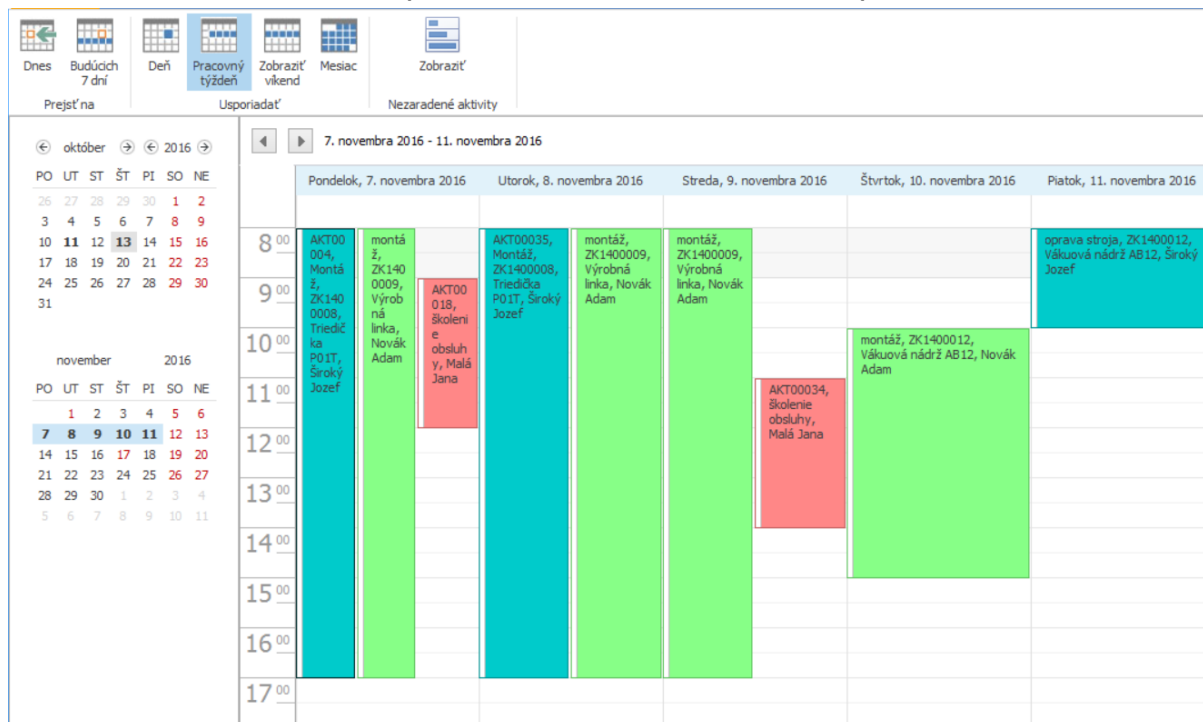 Dnes
Budúcich
7 dní
Deň
Pracovný
týždeň
Zobraziť
víkend
Mesiac
Zobraziť
Prejsť na
Usporiadať
Nezaradené aktivity
október 2016
PO UT ST ŠT PI SO NE
26 27 28 29 30 1 2
3 4 5 6 7 8 9
10 11 12 13 14 15 16
17 18 19 20 21 22 23
24 25 26 27 28 29 30
31
november 2016
PO UT ST ŠT PI SO NE
1 2 3 4 5 6
7 8 9 10 11 12 13
14 15 16 17 18 19 20
21 22 23 24 25 26 27
28 29 30 1 2 3 4
5 6 7 8 9 10 11
7. novembra 2016 - 11. novembra 2016
Pondelok, 7. novembra 2016
Utorok, 8. novembra 2016
Streda, 9. novembra 2016
Štvrtok, 10. novembra 2016
Piatok, 11. novembra 2016
8 00
9 00
10 00
11 00
12 00
13 00
14 00
15 00
16 00
17 00
AKT00
004,
Montá
ž,
ZK140
0008,
Triedič
ka
P01T,
Široký
Jozef
montá
ž,
ZK140
0009,
Výrob
ná
linka,
Novák
Adam
AKT00
018,
školeni
e
obsluh
y, Malá
Jana
AKT00035,
Montáž,
ZK1400008,
Triedička
P01T, Široký
Jozef
montáž,
ZK1400009,
Výrobná
linka, Novák
Adam
montáž,
ZK1400009,
Výrobná
linka, Novák
Adam
AKT00034,
školenie
obsluhy,
Malá Jana
montáž, ZK1400012,
Vákuová nádrž AB12, Novák
Adam
oprava stroja, ZK1400012,
Vákuová nádrž AB12, Široký
Jozef